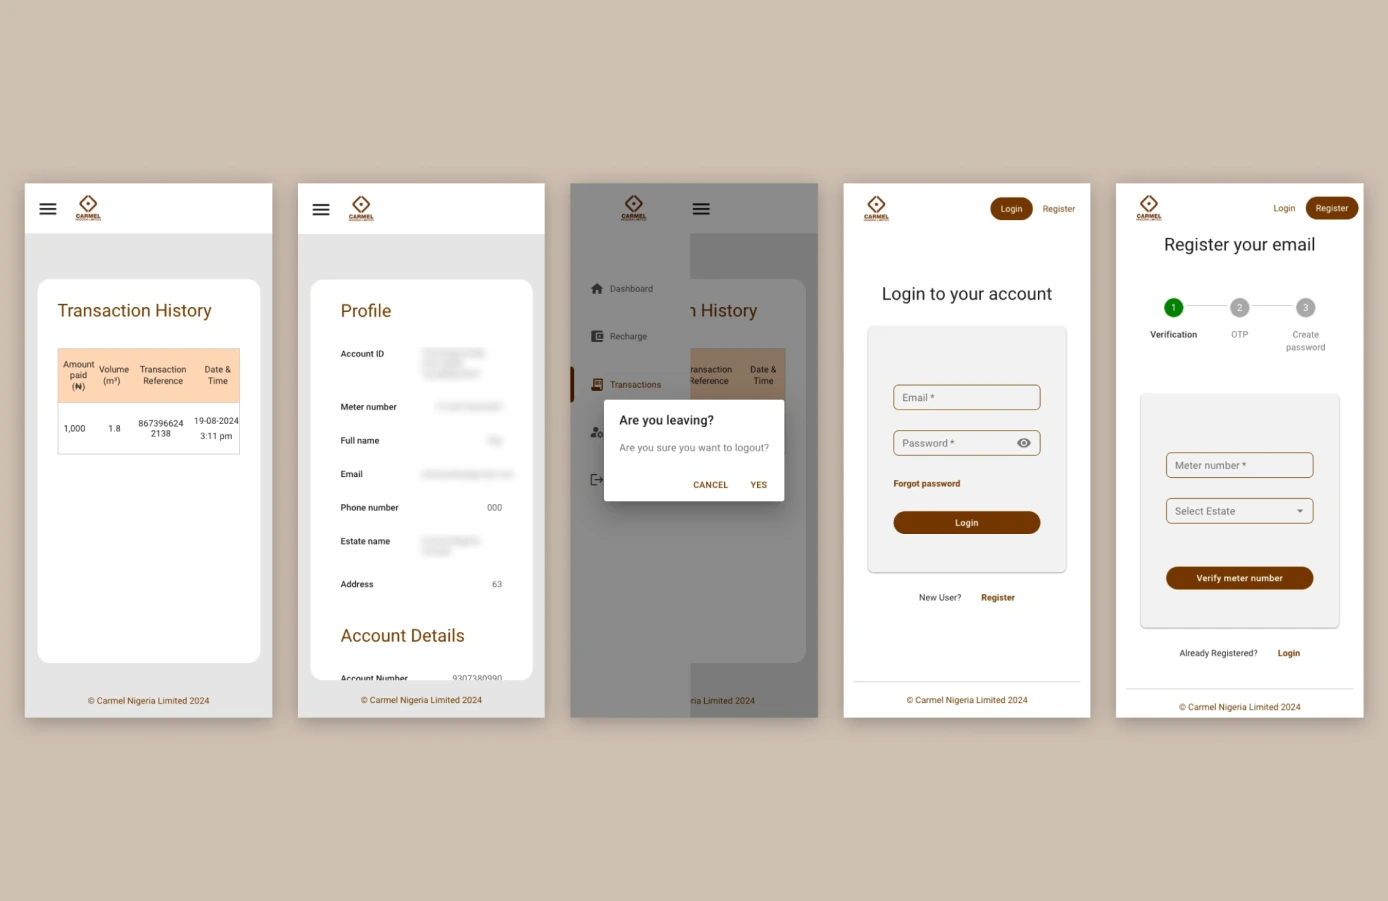 CARMEL
Transaction History
Amount paid (₦)
Volume (m³)
Transaction Reference
Date & Time
1,000
1.8
867396624 2138
19-08-2024 3:11 pm
© Carmel Nigeria Limited 2024
CARMEL
Profile
Account ID
Meter number
Full name
Email
Phone number 000
Estate name
Address 63
Account Details
Account Number 9307380990
© Carmel Nigeria Limited 2024
CARMEL
Dashboard
Recharge
Transactions
n History
ransaction Reference
Date & Time
Are you leaving?
Are you sure you want to logout?
CANCEL YES
ria Limited 2024
CARMEL
Login Register
Login to your account
Email *
Password *
Forgot password
Login
New User? Register
© Carmel Nigeria Limited 2024
CARMEL
Login Register
Register your email
1 2 3
Verification OTP Create password
Meter number *
Select Estate
Verify meter number
Already Registered? Login
© Carmel Nigeria Limited 2024